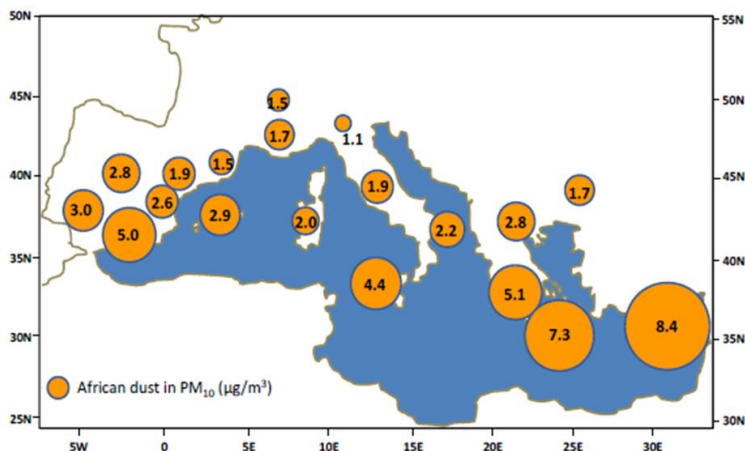 50N
55N
45N
1.5
50N
1.7
1.1
2.8
1.9
1.5
40N
1.9
1.7
45N
3.0
2.6
2.9
2.0
2.8
5.0
2.2
35N
40N
4.4
5.1
8.4
7.3
30N
35N
African dust in PM10 (µg/m³)
25N
30N
5W 0 5E 10E 15E 20E 25E 30E